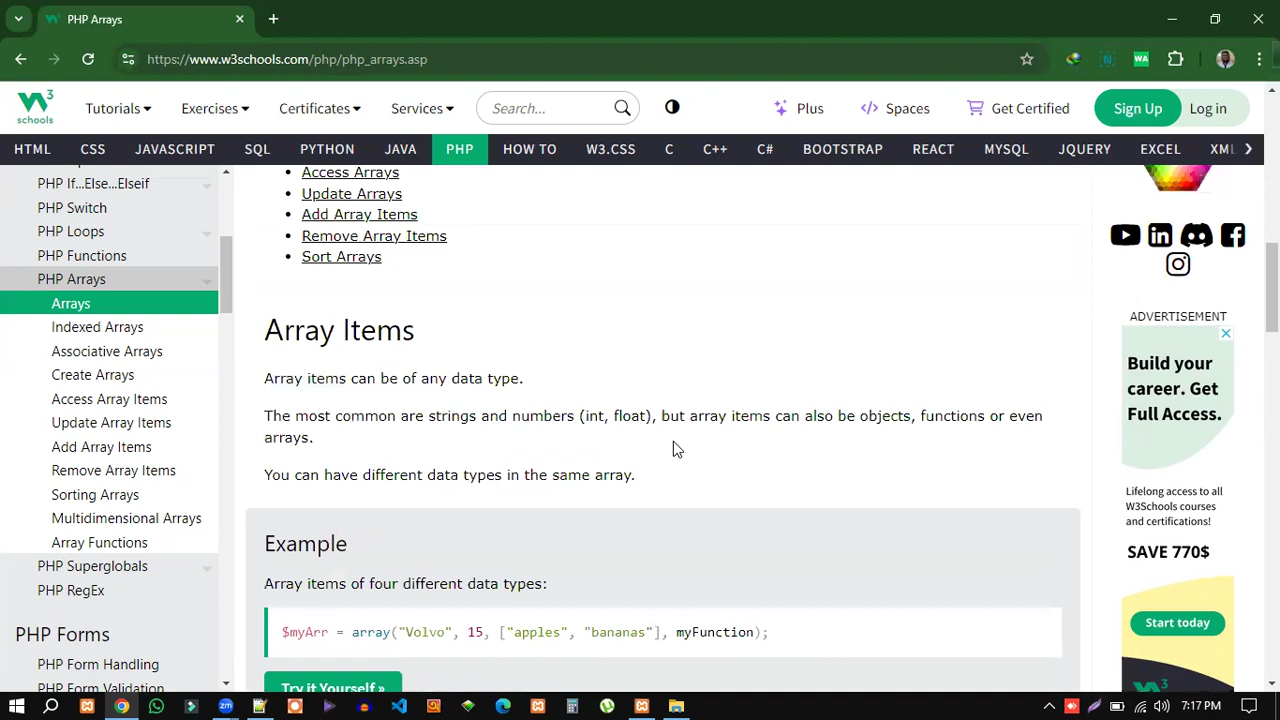 PHP Arrays
https://www.w3schools.com/php/php_arrays.asp
WA
W3 schools
Tutorials
Exercises
Certificates
Services
Search...
Plus
Spaces
Get Certified
Sign Up
Log in
HTML CSS JAVASCRIPT SQL PYTHON JAVA PHP HOW TO W3.CSS C C++ C# BOOTSTRAP REACT MYSQL JQUERY EXCEL XML
PHP If...Else...Elseif
PHP Switch
PHP Loops
PHP Functions
PHP Arrays
Arrays
Indexed Arrays
Associative Arrays
Create Arrays
Access Array Items
Update Array Items
Add Array Items
Remove Array Items
Sorting Arrays
Multidimensional Arrays
Array Functions
PHP Superglobals
PHP RegEx
PHP Forms
PHP Form Handling
PHP Form Validation
• Access Arrays
• Update Arrays
• Add Array Items
• Remove Array Items
• Sort Arrays
Array Items
Array items can be of any data type.
The most common are strings and numbers (int, float), but array items can also be objects, functions or even
arrays.
You can have different data types in the same array.
Example
Array items of four different data types:
$myArr = array("Volvo", 15, ["apples", "bananas"], myFunction);
Try it Yourself »
ADVERTISEMENT
Build your
career. Get
Full Access.
Lifelong access to all
W3Schools courses
and certifications!
SAVE 770$
Start today
7:17 PM